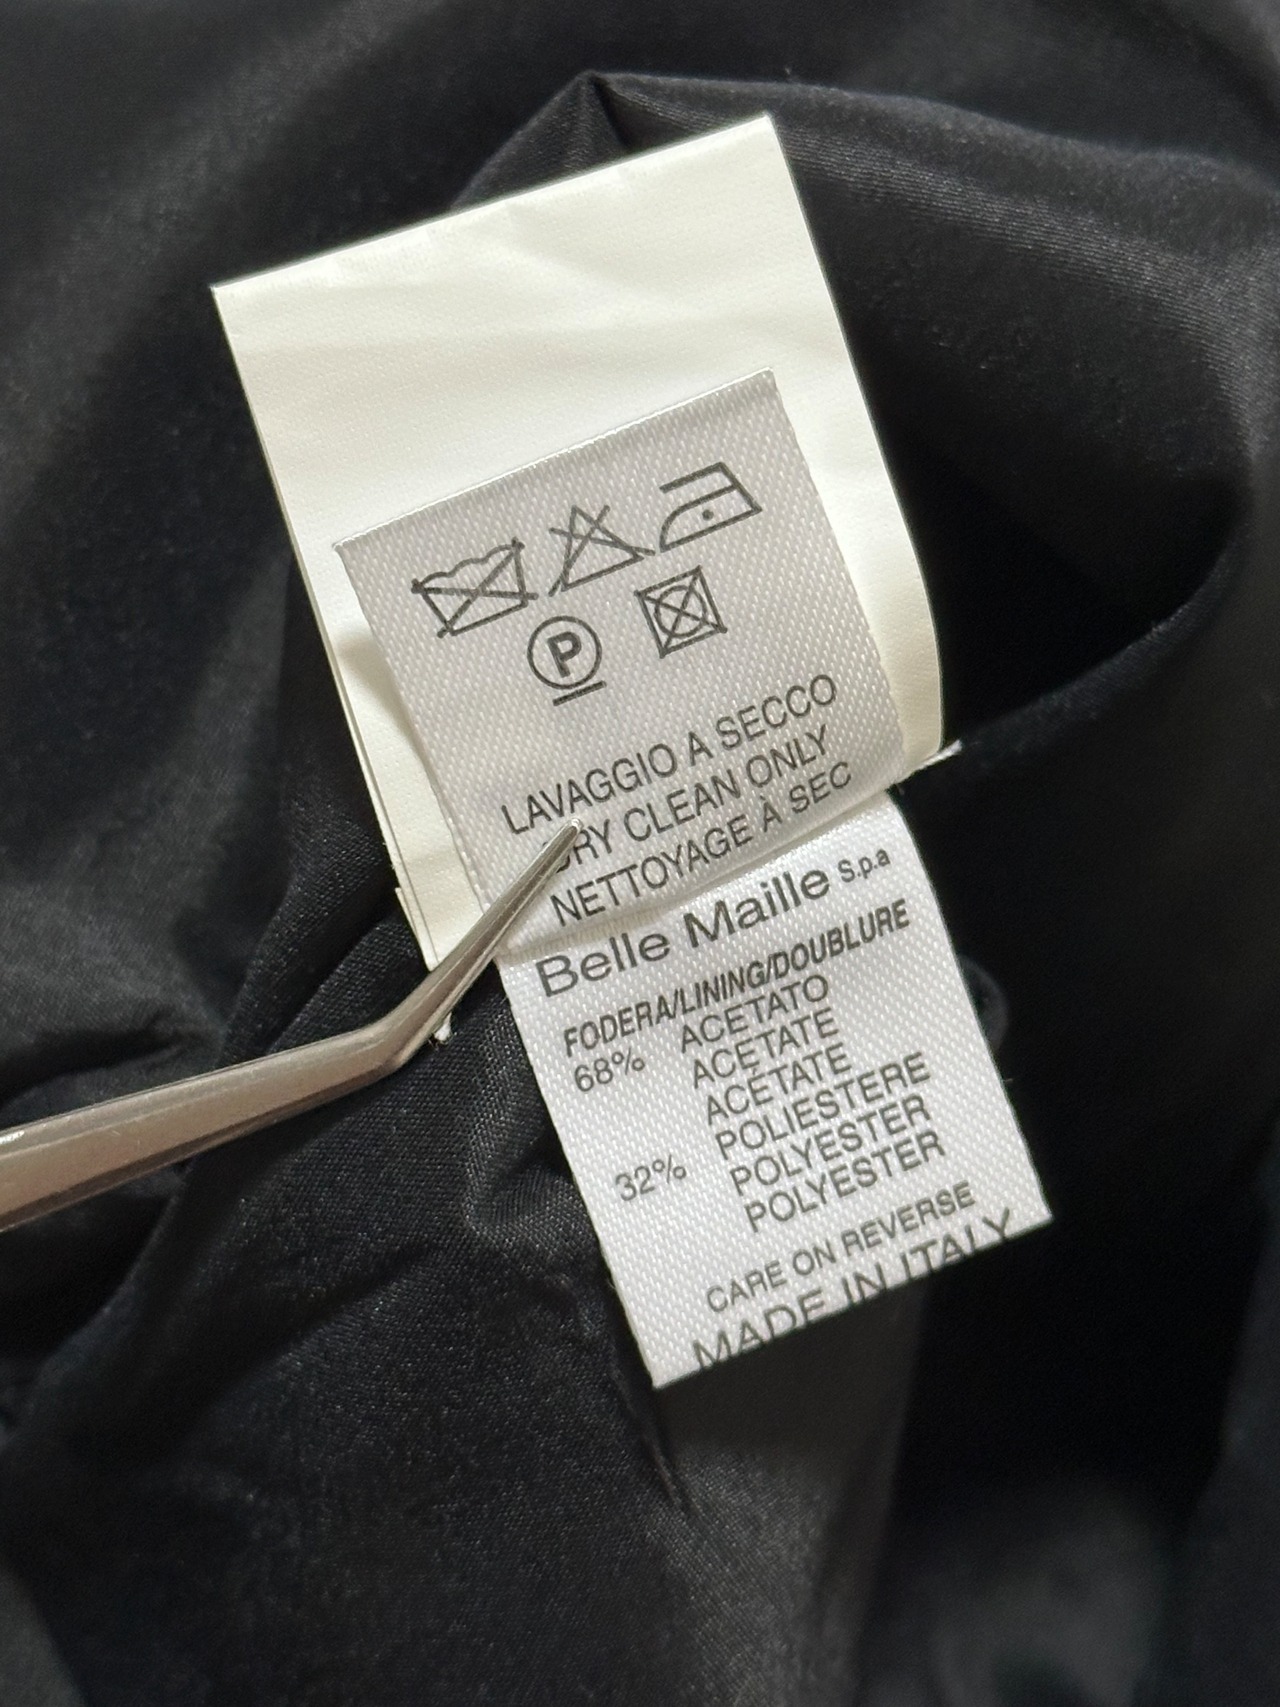 P
LAVAGGIO A SECCO
DRY CLEAN ONLY
NETTOYAGE À SEC
Belle Maille S.p.a
FODERA/LINING/DOUBLURE
68% ACETATO
ACETATE
ACÉTATE
POLIESTERE
32% POLYESTER
POLYESTER
CARE ON REVERSE
MADE IN ITALY